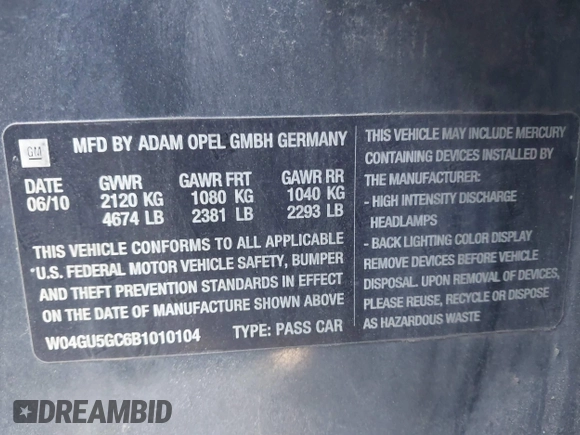 GM
MFD BY ADAM OPEL GMBH GERMANY
DATE GVWR GAWR FRT GAWR RR
06/10 2120 KG 1080 KG 1040 KG
4674 LB 2381 LB 2293 LB
THIS VEHICLE CONFORMS TO ALL APPLICABLE
U.S. FEDERAL MOTOR VEHICLE SAFETY, BUMPER
AND THEFT PREVENTION STANDARDS IN EFFECT
ON THE DATE OF MANUFACTURE SHOWN ABOVE
W04GU5GC6B1010104 TYPE: PASS CAR
THIS VEHICLE MAY INCLUDE MERCURY
CONTAINING DEVICES INSTALLED BY
THE MANUFACTURER:
- HIGH INTENSITY DISCHARGE
HEADLAMPS
- BACK LIGHTING COLOR DISPLAY
REMOVE DEVICES BEFORE VEHICLE
DISPOSAL. UPON REMOVAL OF DEVICES,
PLEASE REUSE, RECYCLE OR DISPOSE
AS HAZARDOUS WASTE
DREAMBID